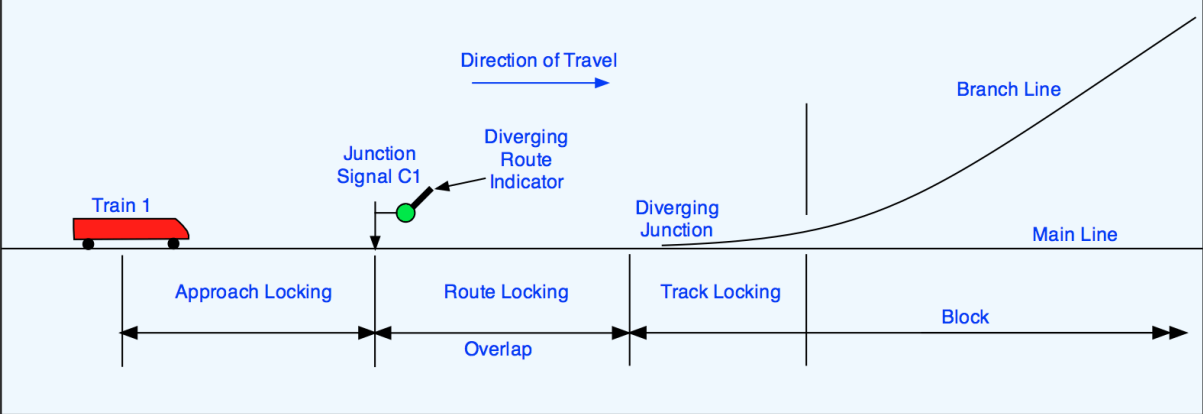 Direction of Travel
Branch Line
Diverging
Route
Indicator
Junction
Signal C1
Train 1
Diverging
Junction
Main Line
Approach Locking
Route Locking
Track Locking
Block
Overlap